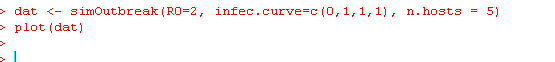 > dat <- simOutbreak(R0=2, infec.curve=c(0,1,1,1), n.hosts = 5)
> plot(dat)
>
>